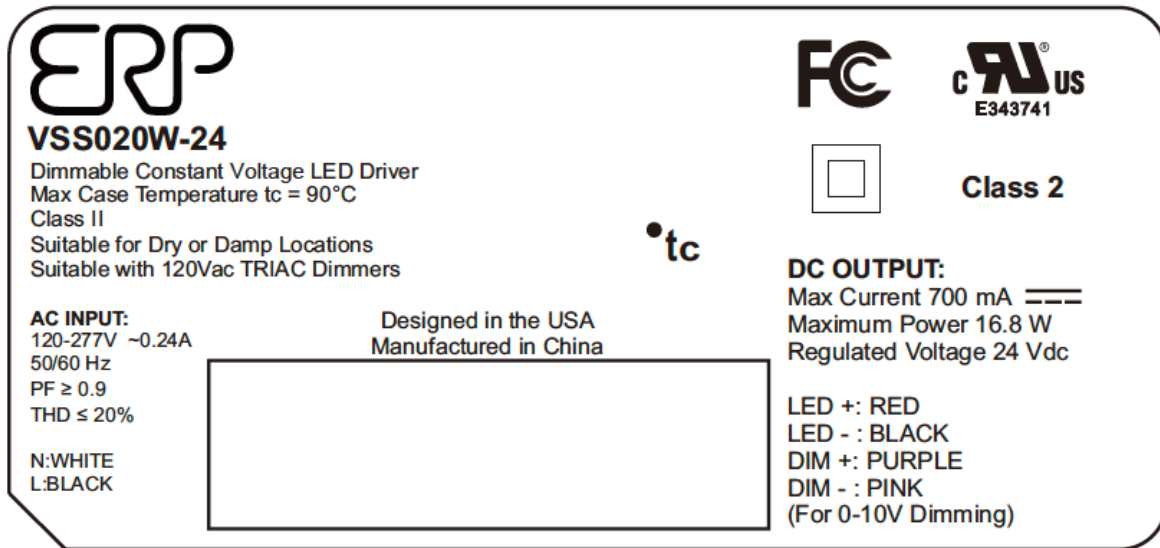 ERP
VSS020W-24
Dimmable Constant Voltage LED Driver
Max Case Temperature tc = 90°C
Class II
Suitable for Dry or Damp Locations
Suitable with 120Vac TRIAC Dimmers
AC INPUT:
120-277V ~0.24A
50/60 Hz
PF ≥ 0.9
THD ≤ 20%
N:WHITE
L:BLACK
•tc
Designed in the USA
Manufactured in China
FC
c RU® US
E343741
Class 2
DC OUTPUT:
Max Current 700 mA
Maximum Power 16.8 W
Regulated Voltage 24 Vdc
LED +: RED
LED - : BLACK
DIM +: PURPLE
DIM - : PINK
(For 0-10V Dimming)